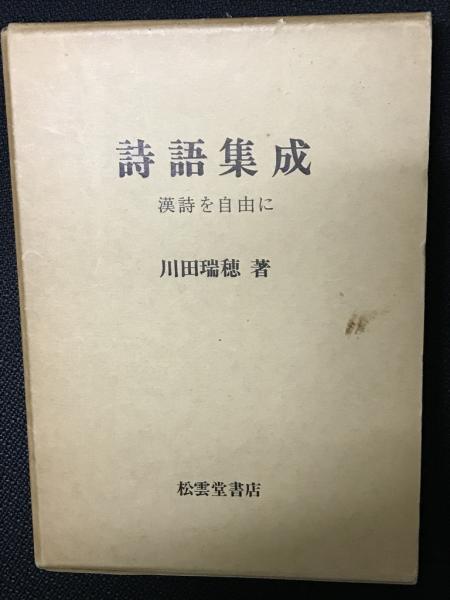 詩語集成
漢詩を自由に
川田瑞穂 著
松雲堂書店